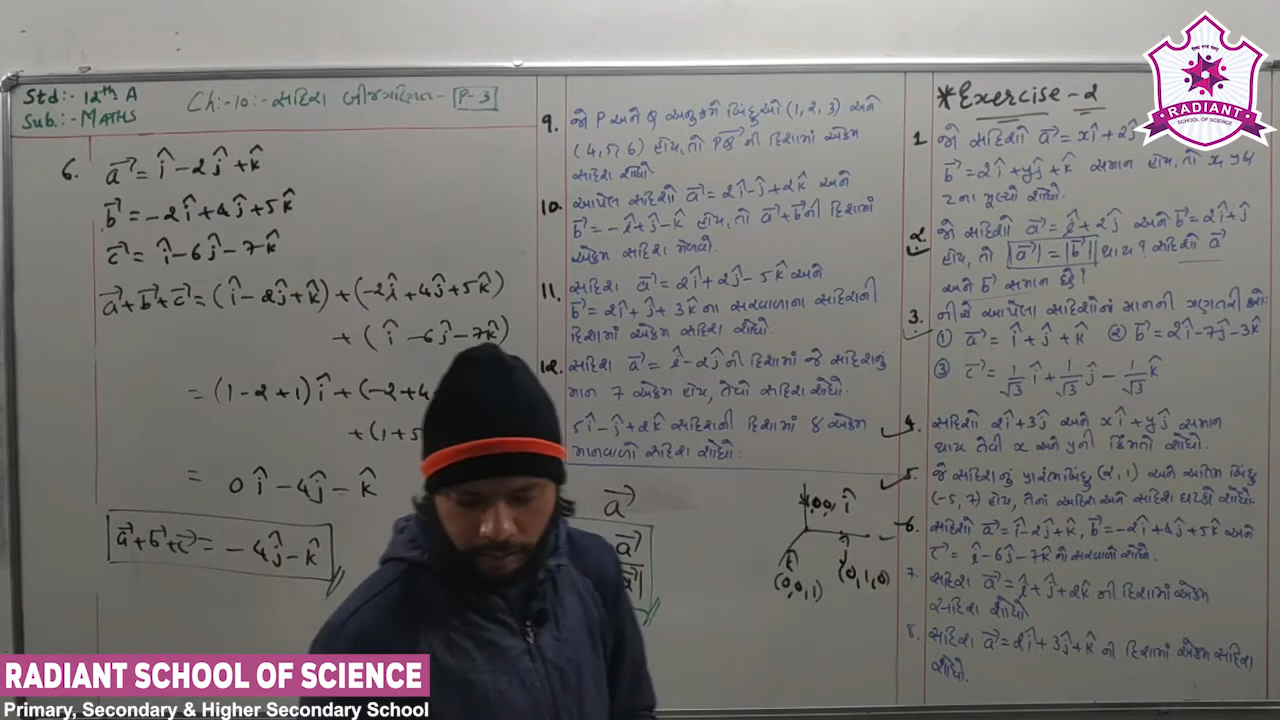 Std:- 12th A
Sub:- MATHS
Ch:-10:- સદિશ બીજગણિત- P-3
6. a⃗ = î - 2ĵ + k̂
b⃗ = -2î + 4ĵ + 5k̂
c⃗ = î - 6ĵ - 7k̂
a⃗ + b⃗ + c⃗ = (î - 2ĵ + k̂) + (-2î + 4ĵ + 5k̂)
+ (î - 6ĵ - 7k̂)
= (1 - 2 + 1)î + (-2 + 4
+ (1 + 5
= 0î - 4ĵ - k̂
a⃗ + b⃗ + c⃗ = - 4ĵ - k̂
9. જો P અને Q અનુક્રમે બિંદુઓ (1, 2, 3) અને
(4, 5, 6) હોય, તો PQ⃗ ની દિશામાં એકમ
સદિશ શોધો
10. આપેલ સદિશો a⃗ = 2î - ĵ + 2k̂ અને
b⃗ = -î + ĵ - k̂ હોય, તો a⃗ + b⃗ ની દિશામાં
એકમ સદિશ મેળવો.
11. સદિશ a⃗ = 2î + 2ĵ - 5k̂ અને
b⃗ = 2î + ĵ + 3k̂ ના સરવાળાના સદિશની
દિશામાં એકમ સદિશ શોધો.
12. સદિશ a⃗ = î - 2ĵ ની દિશામાં જે સદિશનું
માન 7 એકમ હોય, તેવો સદિશ શોધો.
5î - ĵ + 2k̂ સદિશની દિશામાં 8 એકમ
માનવાળો સદિશ શોધો.
a⃗
a⃗
a⃗|
,0,0, î
ĵ
k̂
(0,1,0)
(0,0,1)
*Exercise - 2
1 જો સદિશો a⃗ = xî + 2ĵ
b⃗ = 2î + yĵ + k̂ સમાન હોય, તો x, y
zના મૂલ્યો શોધો.
2. જો સદિશો a⃗ = î + 2ĵ અને b⃗ = 2î + ĵ
હોય, તો |a⃗| = |b⃗| થાય? સદિશો a⃗
અને b⃗ સમાન છે?
3. નીચે આપેલા સદિશોનાં માનની ગણતરી કરો:
① a⃗ = î + ĵ + k̂ ② b⃗ = 2î - 7ĵ - 3k̂
③ c⃗ = 1/√3 î + 1/√3 ĵ - 1/√3 k̂
4. સદિશો 2î + 3ĵ અને xî + yĵ સમાન
થાય તેવી x અને yની કિંમતો શોધો.
5. જે સદિશનું પ્રારંભબિંદુ (2, 1) અને અંતિમ બિંદુ
(-5, 7) હોય, તેનાં અદિશ અને સદિશ ઘટકો શોધો.
6. સદિશો a⃗ = î - 2ĵ + k̂, b⃗ = -2î + 4ĵ + 5k̂ અને
c⃗ = î - 6ĵ - 7k̂ નો સરવાળો શોધો.
7. સદિશ a⃗ = î + ĵ + 2k̂ ની દિશામાં એકમ
સદિશ શોધો
8. સદિશ a⃗ = 2î + 3ĵ + k̂ ની દિશામાં એકમ સદિશ
શોધો.
RADIANT
SCHOOL OF SCIENCE
RADIANT SCHOOL OF SCIENCE
Primary, Secondary & Higher Secondary School